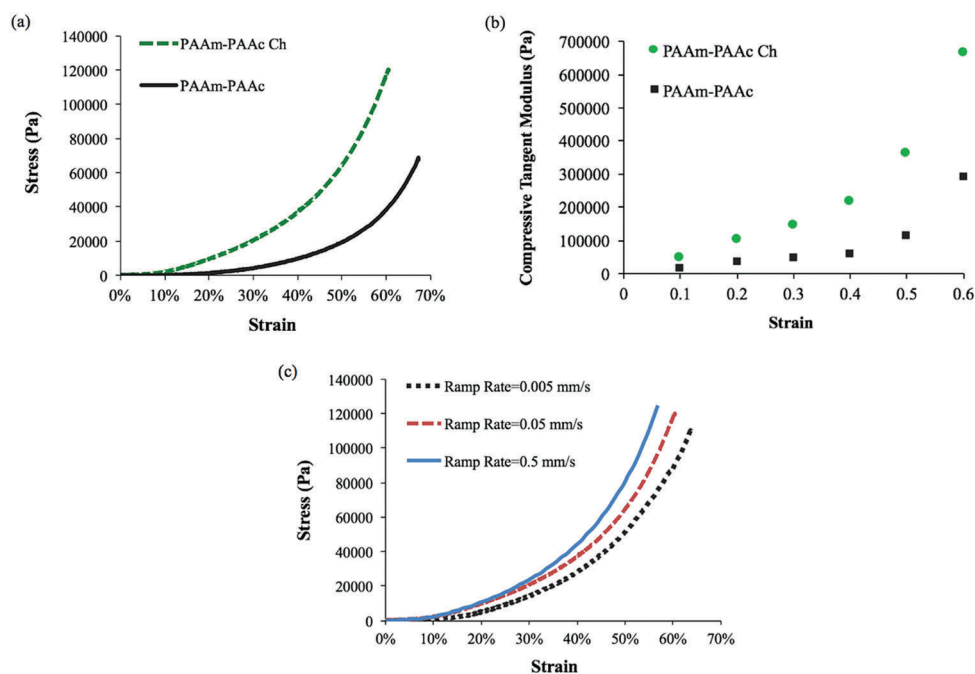 (a)
140000
120000
100000
80000
60000
40000
20000
0
Stress (Pa)
PAAm-PAAc Ch
PAAm-PAAc
0% 10% 20% 30% 40% 50% 60% 70%
Strain
(b)
700000
600000
500000
400000
300000
200000
100000
0
Compressive Tangent Modulus (Pa)
PAAm-PAAc Ch
PAAm-PAAc
0 0.1 0.2 0.3 0.4 0.5 0.6
Strain
(c)
140000
120000
100000
80000
60000
40000
20000
0
Stress (Pa)
Ramp Rate=0.005 mm/s
Ramp Rate=0.05 mm/s
Ramp Rate=0.5 mm/s
0% 10% 20% 30% 40% 50% 60% 70%
Strain